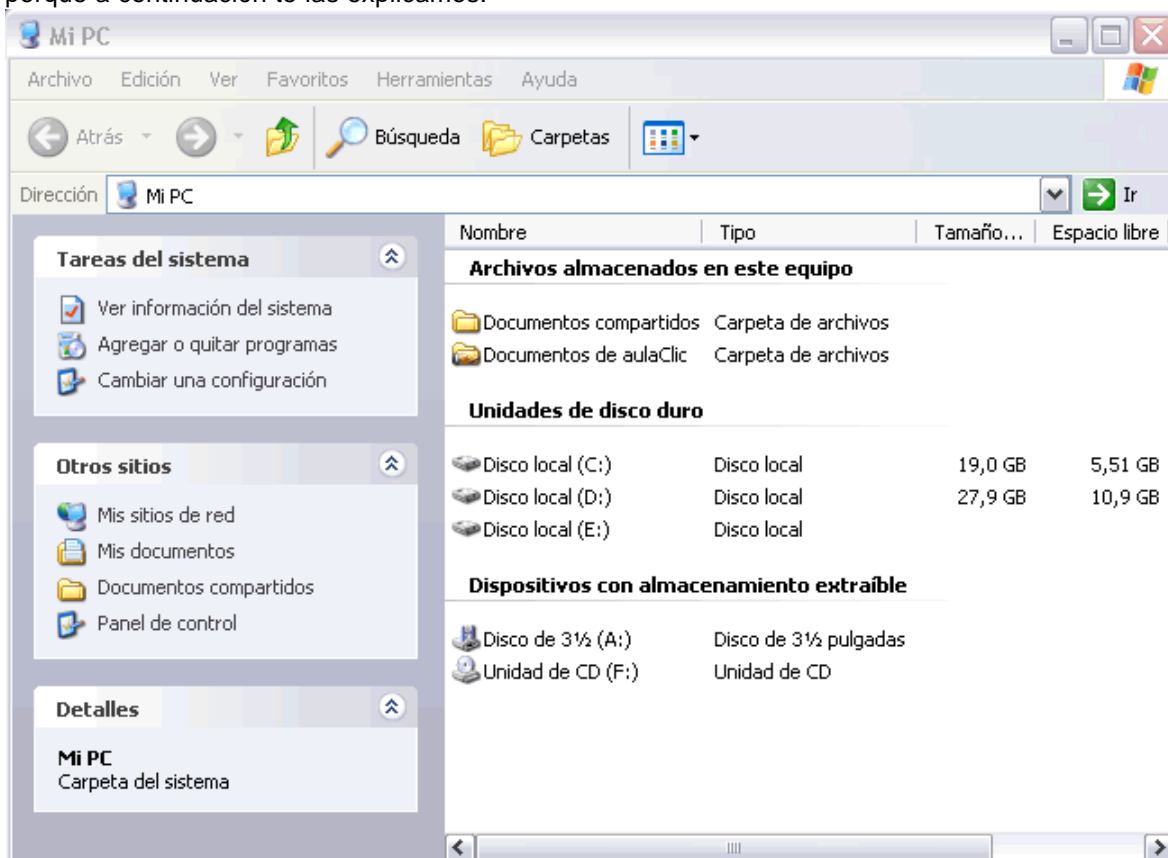 porque a continuación te las explicamos.
Mi PC
Archivo Edición Ver Favoritos Herramientas Ayuda
Atrás Búsqueda Carpetas
Dirección Mi PC Ir
Tareas del sistema
Ver información del sistema
Agregar o quitar programas
Cambiar una configuración
Otros sitios
Mis sitios de red
Mis documentos
Documentos compartidos
Panel de control
Detalles
Mi PC
Carpeta del sistema
Nombre Tipo Tamaño... Espacio libre
Archivos almacenados en este equipo
Documentos compartidos Carpeta de archivos
Documentos de aulaClic Carpeta de archivos
Unidades de disco duro
Disco local (C:) Disco local 19,0 GB 5,51 GB
Disco local (D:) Disco local 27,9 GB 10,9 GB
Disco local (E:) Disco local
Dispositivos con almacenamiento extraíble
Disco de 3½ (A:) Disco de 3½ pulgadas
Unidad de CD (F:) Unidad de CD